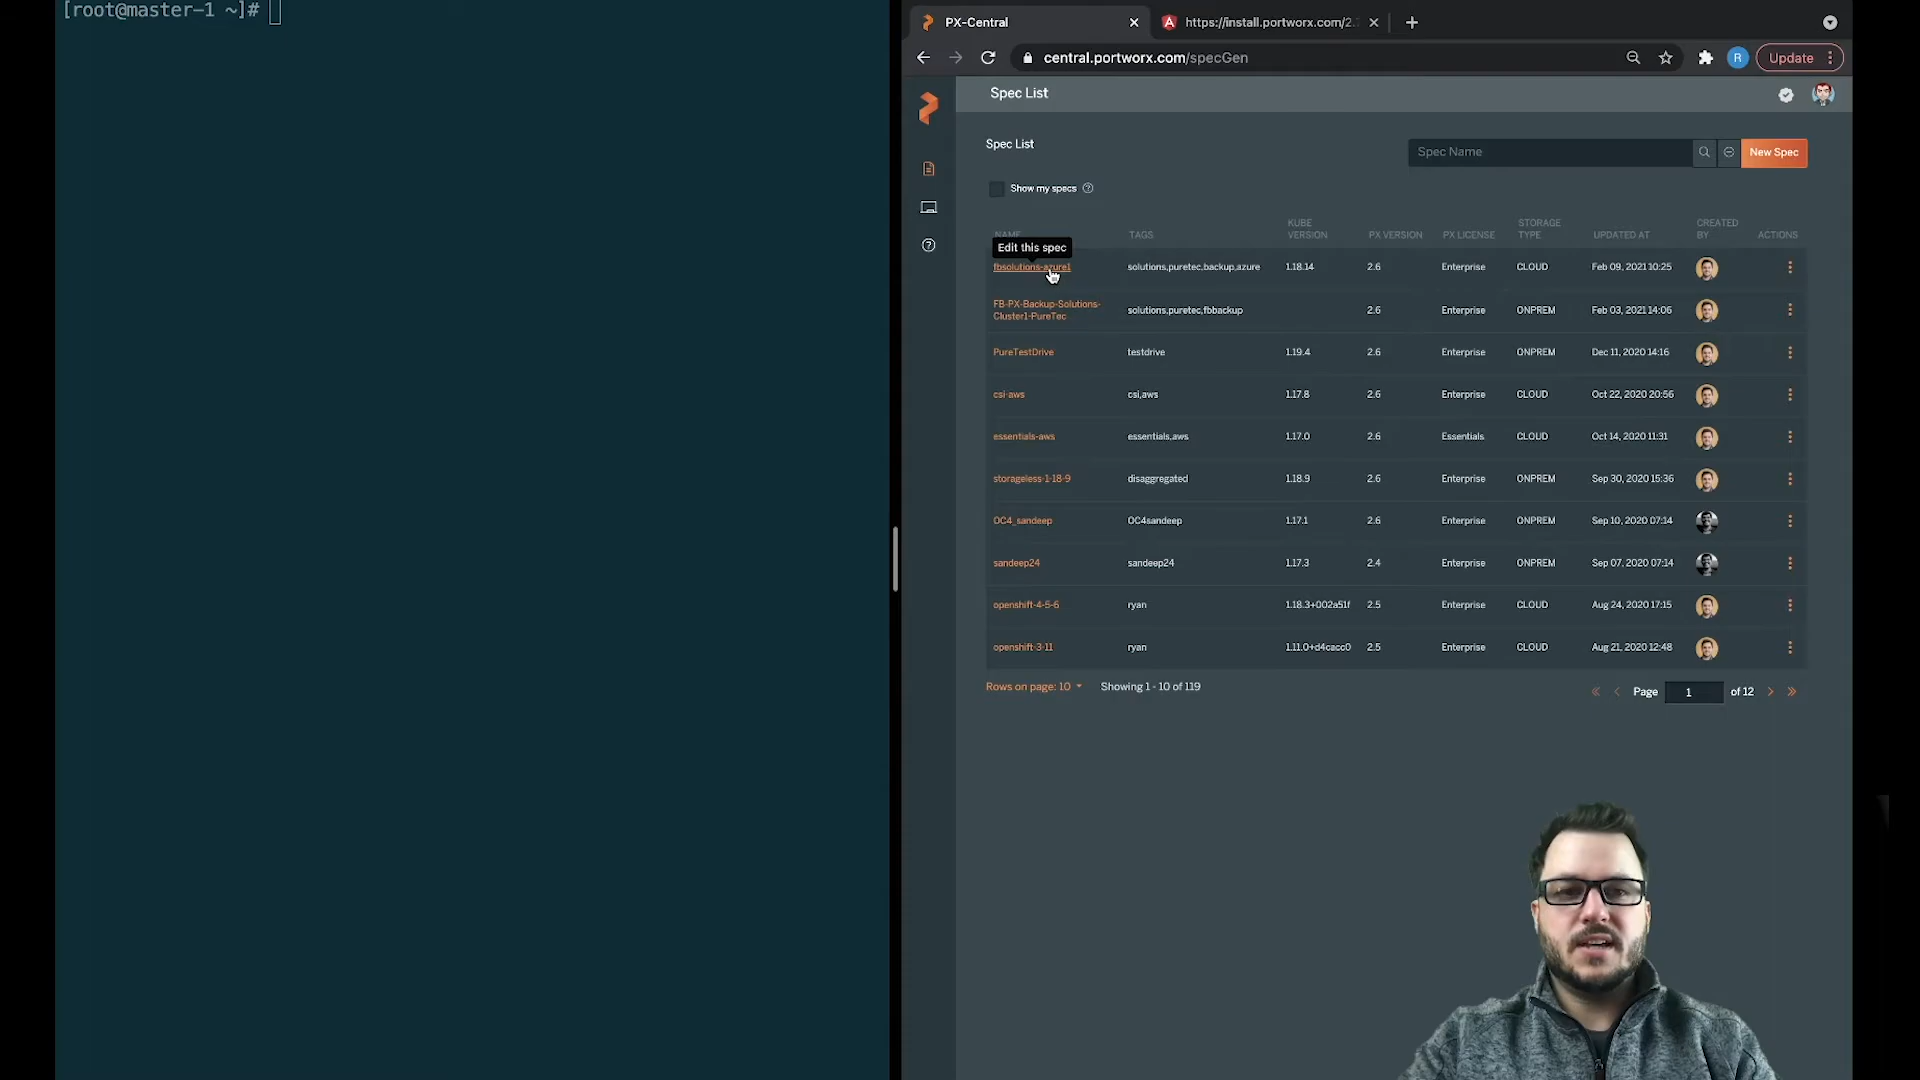 [root@master-1 ~]#
PX-Central
https://install.portworx.com/2.
central.portworx.com/specGen
R
Update
Spec List
Spec List
Spec Name
New Spec
Show my specs
NAME
TAGS
KUBE VERSION
PX VERSION
PX LICENSE
STORAGE TYPE
UPDATED AT
CREATED BY
ACTIONS
Edit this spec
fbsolutions-azure1 solutions,puretec,backup,azure 1.18.14 2.6 Enterprise CLOUD Feb 09, 2021 10:25
FB-PX-Backup-Solutions-
Cluster1-PureTec solutions,puretec,fbbackup 2.6 Enterprise ONPREM Feb 03, 2021 14:06
PureTestDrive testdrive 1.19.4 2.6 Enterprise ONPREM Dec 11, 2020 14:16
csi-aws csi,aws 1.17.8 2.6 Enterprise CLOUD Oct 22, 2020 20:56
essentials-aws essentials,aws 1.17.0 2.6 Essentials CLOUD Oct 14, 2020 11:31
storageless-1-18-9 disaggregated 1.18.9 2.6 Enterprise ONPREM Sep 30, 2020 15:36
OC4_sandeep OC4sandeep 1.17.1 2.6 Enterprise ONPREM Sep 10, 2020 07:14
sandeep24 sandeep24 1.17.3 2.4 Enterprise ONPREM Sep 07, 2020 07:14
openshift-4-5-6 ryan 1.18.3+002a51f 2.5 Enterprise CLOUD Aug 24, 2020 17:15
openshift-3-11 ryan 1.11.0+d4cacc0 2.5 Enterprise CLOUD Aug 21, 2020 12:48
Rows on page: 10 Showing 1 - 10 of 119
Page 1 of 12